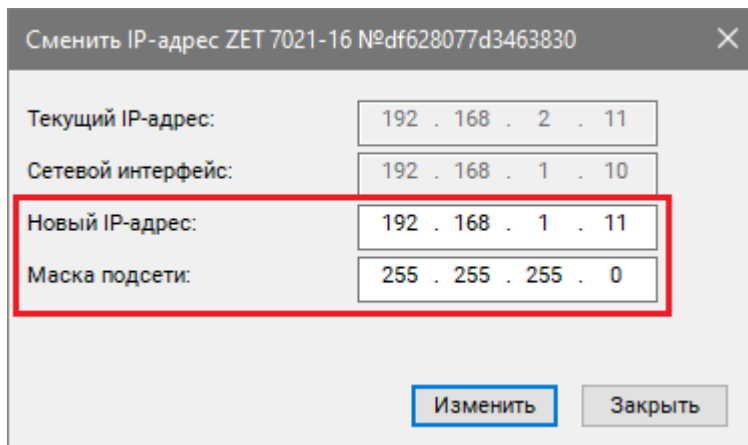 Сменить IP-адрес ZET 7021-16 №df628077d3463830
Текущий IP-адрес: 192 . 168 . 2 . 11
Сетевой интерфейс: 192 . 168 . 1 . 10
Новый IP-адрес: 192 . 168 . 1 . 11
Маска подсети: 255 . 255 . 255 . 0
Изменить Закрыть